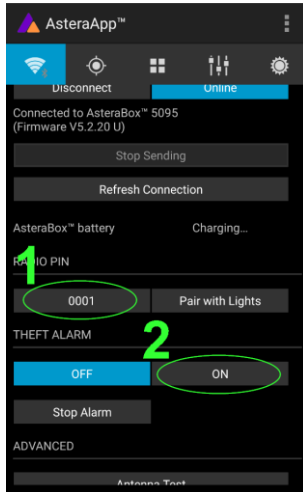 AsteraApp™
Disconnect Online
Connected to AsteraBox™ 5095
(Firmware V5.2.20 U)
Stop Sending
Refresh Connection
AsteraBox™ battery Charging...
1
RADIO PIN
0001 Pair with Lights
THEFT ALARM
2
OFF ON
Stop Alarm
ADVANCED
Antenna Test